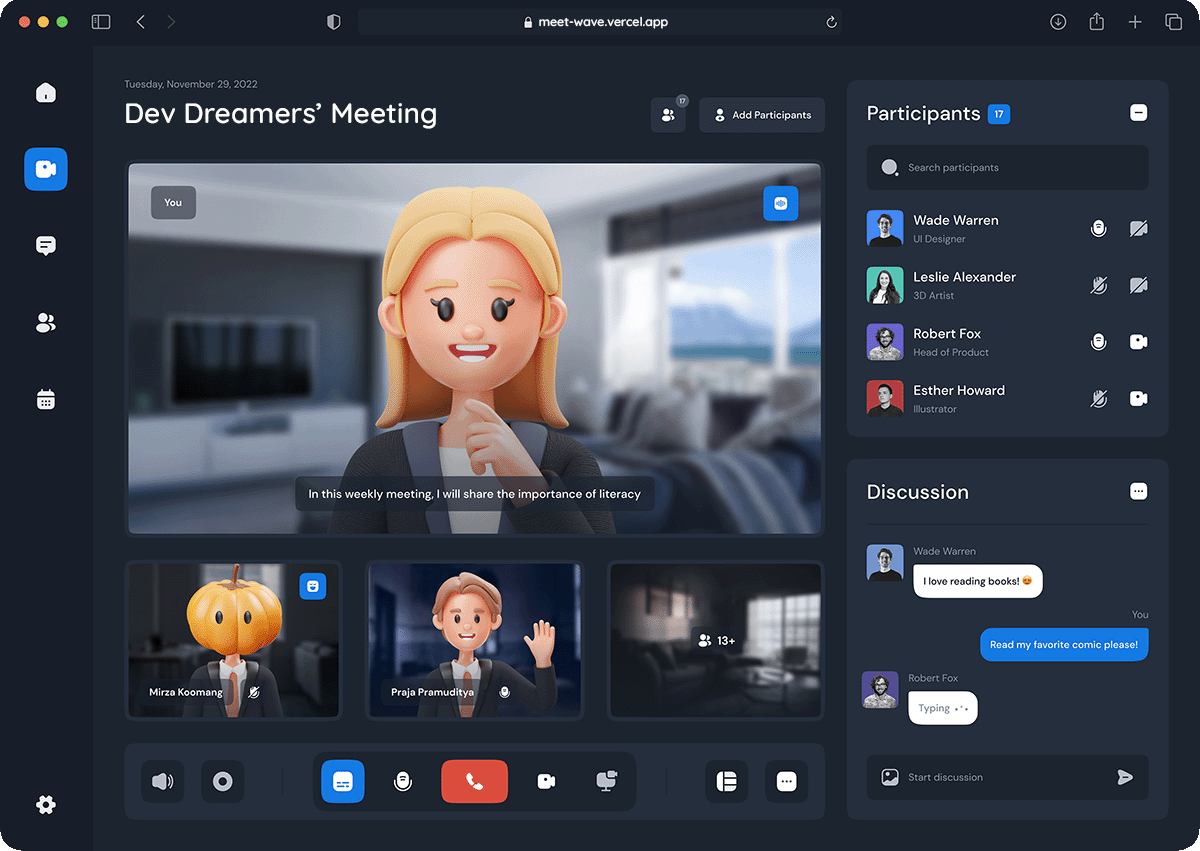 meet-wave.vercel.app
Tuesday, November 29, 2022
Dev Dreamers’ Meeting
17
Add Participants
You
In this weekly meeting, I will share the importance of literacy
Mirza Koomang
Praja Pramuditya
13+
Participants 17
Search participants
Wade Warren
UI Designer
Leslie Alexander
3D Artist
Robert Fox
Head of Product
Esther Howard
Illustrator
Discussion
Wade Warren
I love reading books! 😍
You
Read my favorite comic please!
Robert Fox
Typing
Start discussion